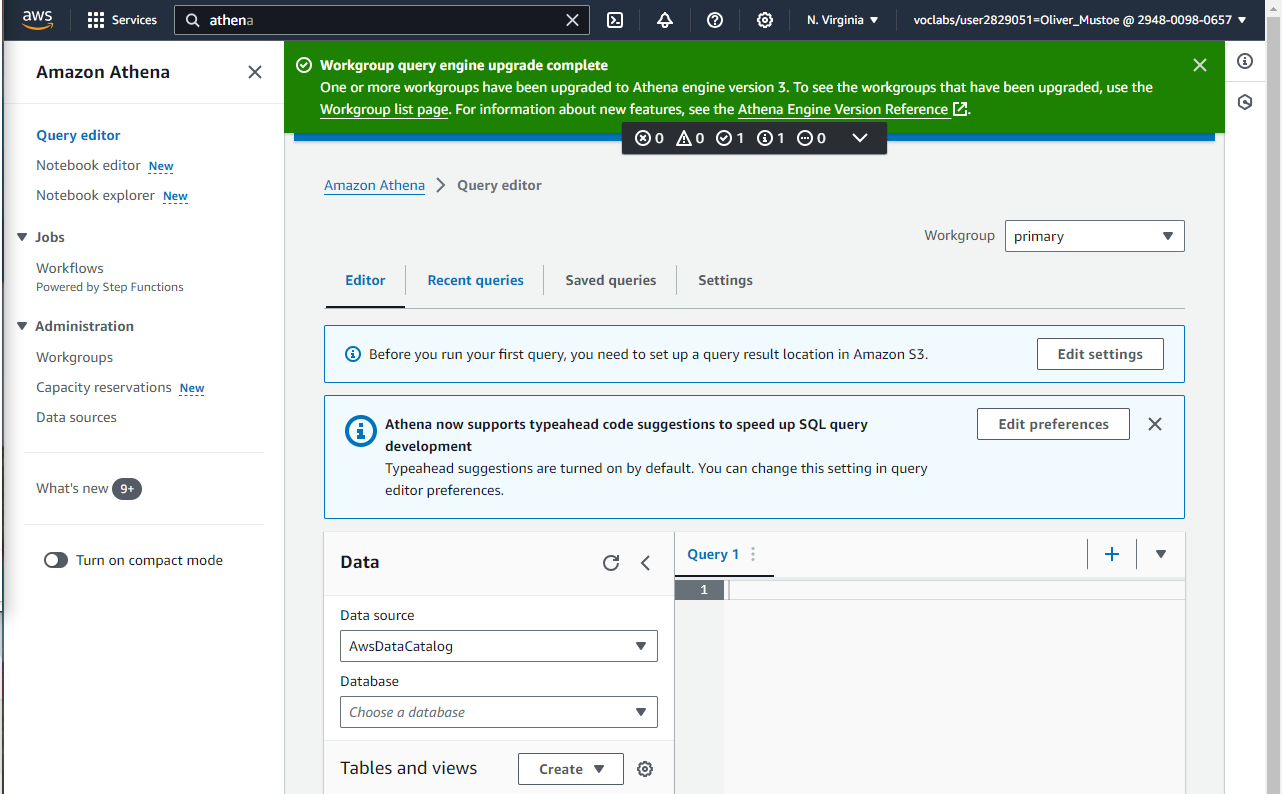 aws
Services
athena
N. Virginia
voclabs/user2829051=Oliver_Mustoe @ 2948-0098-0657
Amazon Athena
Query editor
Notebook editor New
Notebook explorer New
Jobs
Workflows
Powered by Step Functions
Administration
Workgroups
Capacity reservations New
Data sources
What's new 9+
Turn on compact mode
Workgroup query engine upgrade complete
One or more workgroups have been upgraded to Athena engine version 3. To see the workgroups that have been upgraded, use the
Workgroup list page. For information about new features, see the Athena Engine Version Reference.
0 0 1 1 0
Amazon Athena > Query editor
Workgroup primary
Editor Recent queries Saved queries Settings
Before you run your first query, you need to set up a query result location in Amazon S3.
Edit settings
Athena now supports typeahead code suggestions to speed up SQL query
development
Typeahead suggestions are turned on by default. You can change this setting in query
editor preferences.
Edit preferences
Data
Data source
AwsDataCatalog
Database
Choose a database
Tables and views
Create
Query 1
1